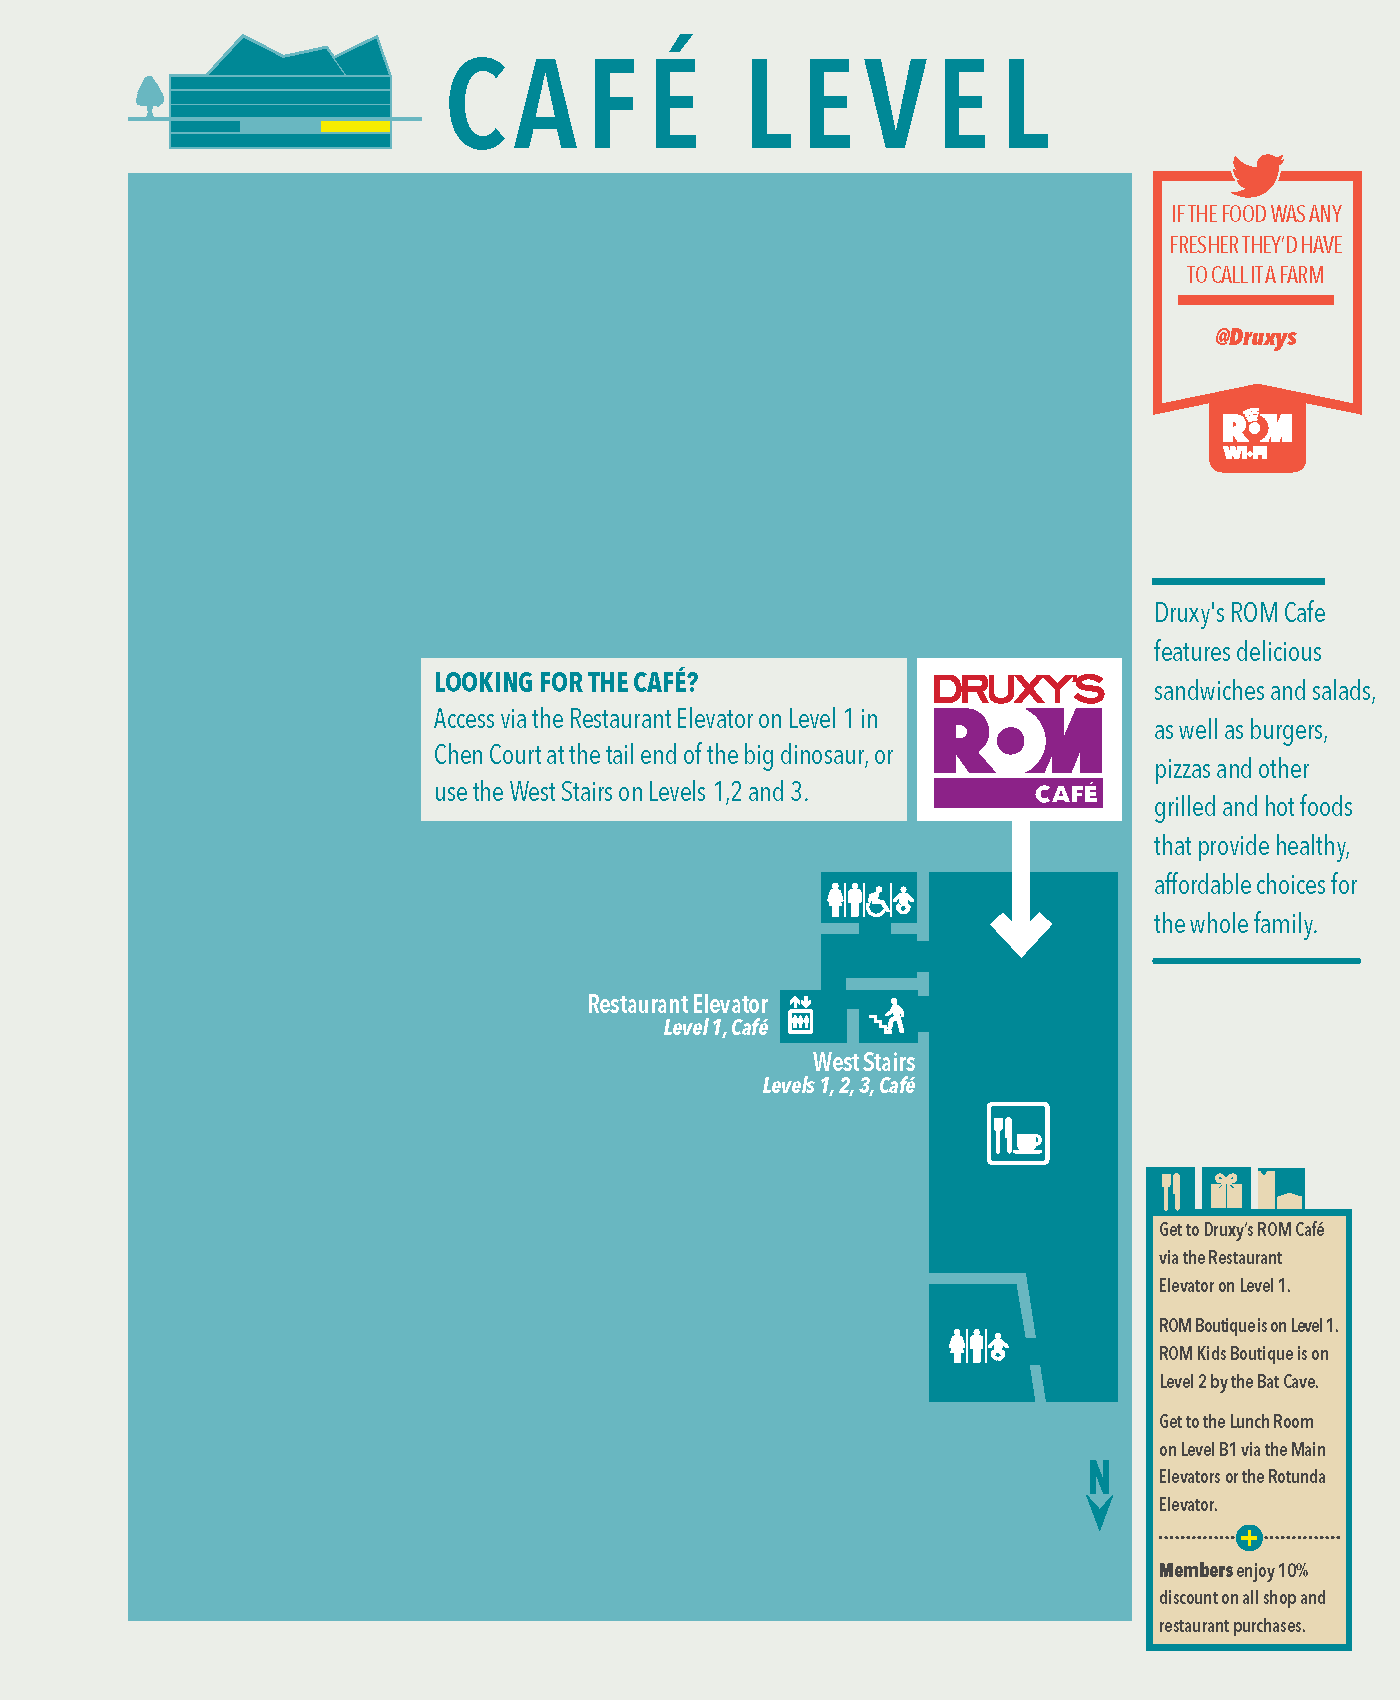 CAFÉ LEVEL
IF THE FOOD WAS ANY
FRESHER THEY'D HAVE
TO CALL IT A FARM
@Druxys
ROM
WI-FI
Druxy's ROM Cafe
features delicious
sandwiches and salads,
as well as burgers,
pizzas and other
grilled and hot foods
that provide healthy,
affordable choices for
the whole family.
LOOKING FOR THE CAFÉ?
Access via the Restaurant Elevator on Level 1 in
Chen Court at the tail end of the big dinosaur, or
use the West Stairs on Levels 1,2 and 3.
DRUXY'S
ROM
CAFÉ
Restaurant Elevator
Level 1, Café
West Stairs
Levels 1, 2, 3, Café
N
Get to Druxy's ROM Café
via the Restaurant
Elevator on Level 1.
ROM Boutique is on Level 1.
ROM Kids Boutique is on
Level 2 by the Bat Cave.
Get to the Lunch Room
on Level B1 via the Main
Elevators or the Rotunda
Elevator.
Members enjoy 10%
discount on all shop and
restaurant purchases.